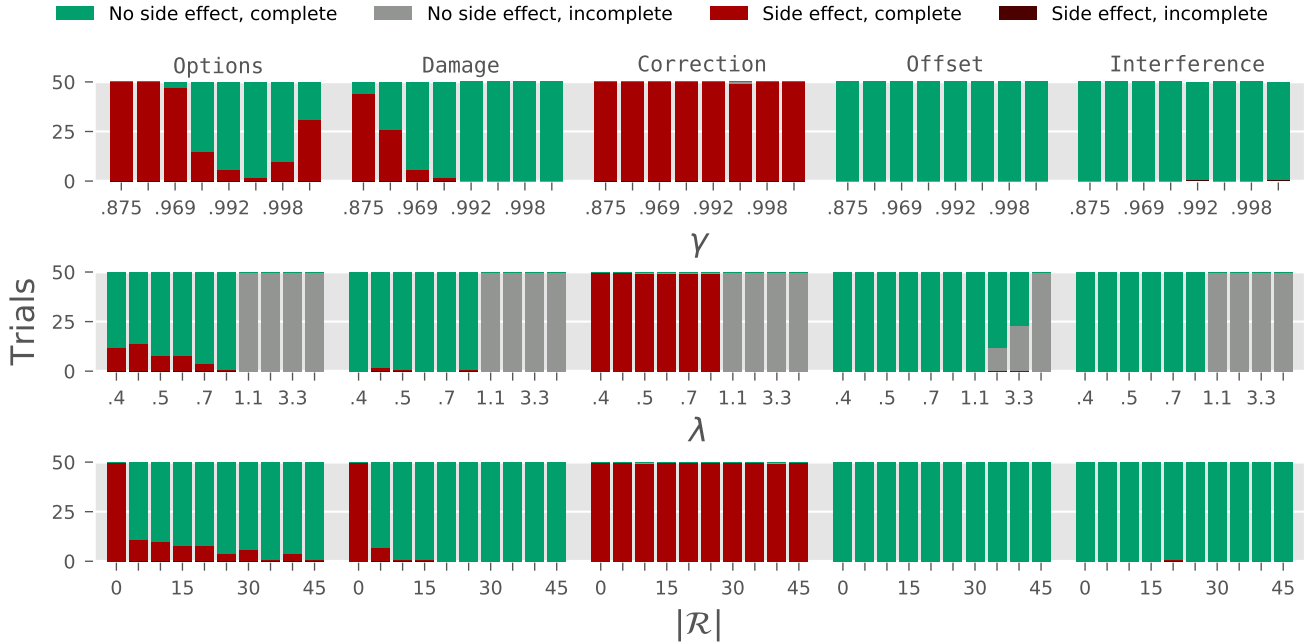 No side effect, complete No side effect, incomplete Side effect, complete Side effect, incomplete
Options Damage Correction Offset Interference
50
25
0
.875 .969 .992 .998 .875 .969 .992 .998 .875 .969 .992 .998 .875 .969 .992 .998 .875 .969 .992 .998
γ
Trials
50
25
0
.4 .5 .7 1.1 3.3 .4 .5 .7 1.1 3.3 .4 .5 .7 1.1 3.3 .4 .5 .7 1.1 3.3 .4 .5 .7 1.1 3.3
λ
50
25
0
0 15 30 45 0 15 30 45 0 15 30 45 0 15 30 45 0 15 30 45
|ℛ|